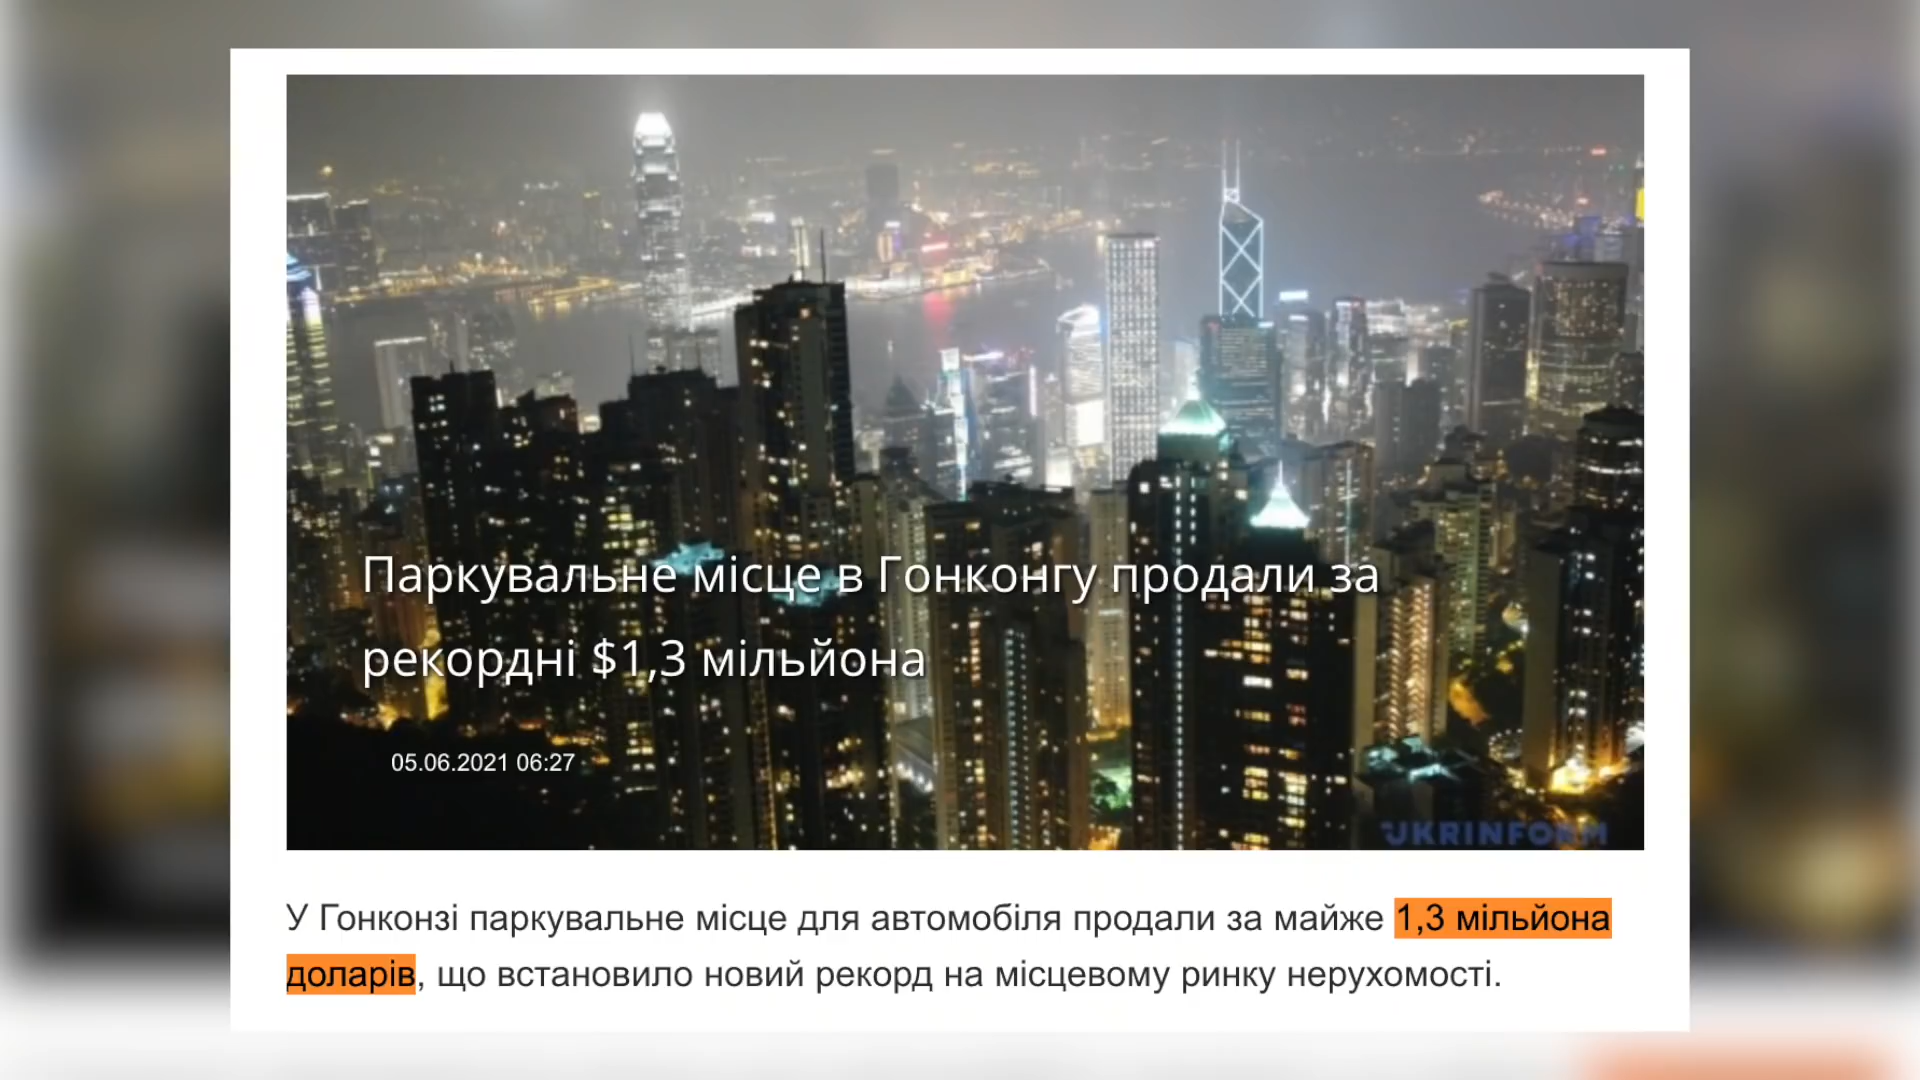 Паркувальне місце в Гонконгу продали за
рекордні $1,3 мільйона
05.06.2021 06:27
UKRINFORM
У Гонконзі паркувальне місце для автомобіля продали за майже 1,3 мільйона
доларів, що встановило новий рекорд на місцевому ринку нерухомості.